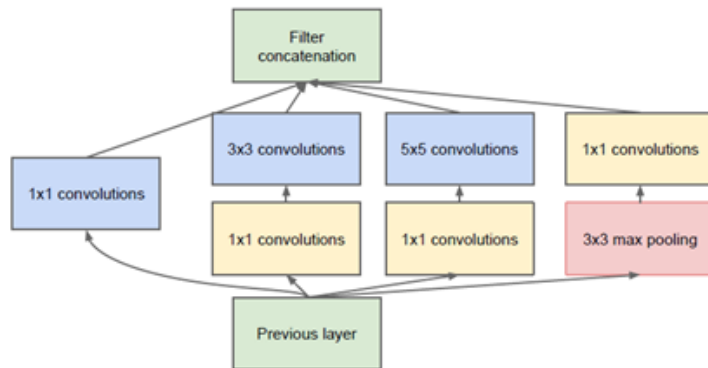 Filter
concatenation
3x3 convolutions
5x5 convolutions
1x1 convolutions
1x1 convolutions
1x1 convolutions
1x1 convolutions
3x3 max pooling
Previous layer